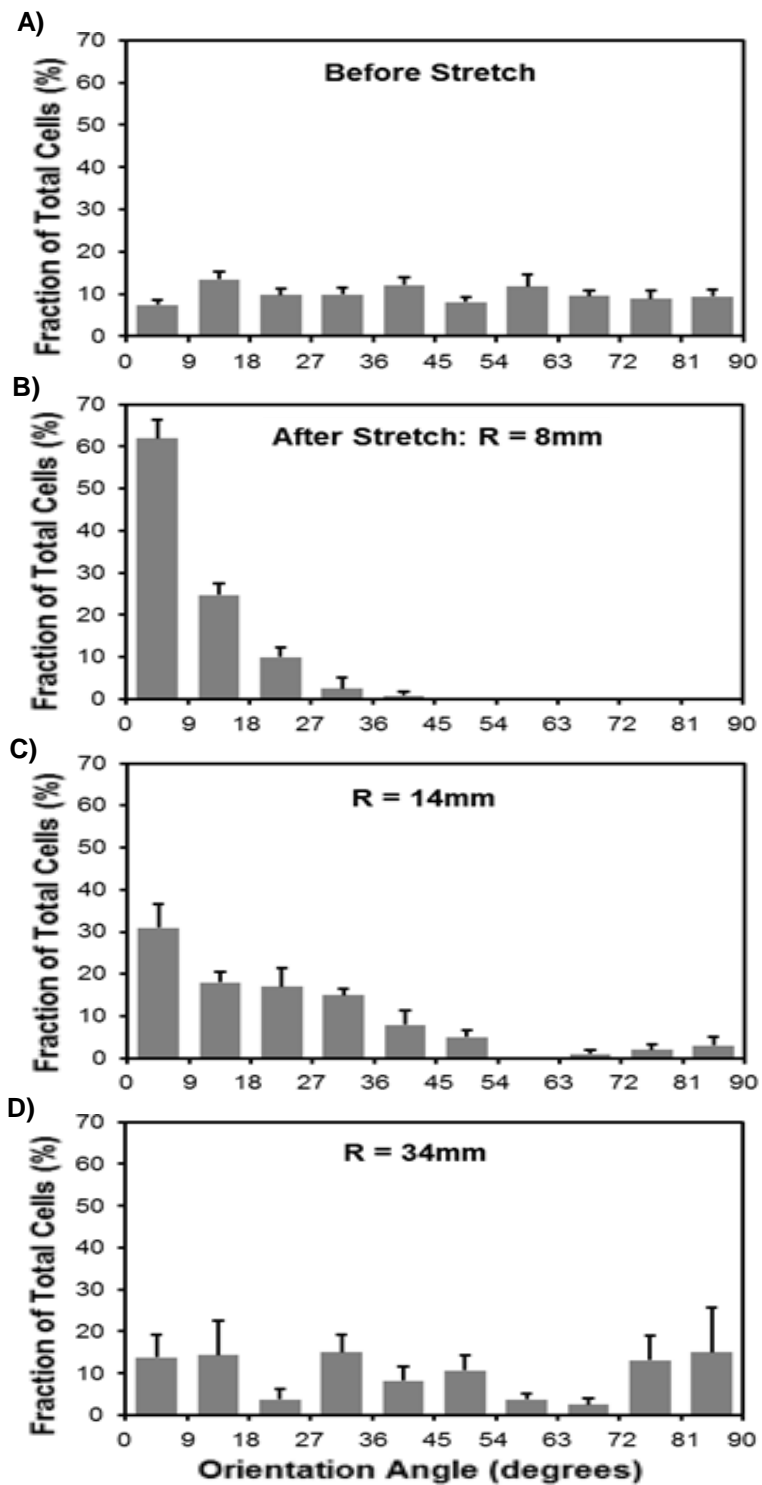 A)
Fraction of Total Cells (%)
70
60
50
40
30
20
10
0
Before Stretch
0 9 18 27 36 45 54 63 72 81 90
B)
Fraction of Total Cells (%)
70
60
50
40
30
20
10
0
After Stretch: R = 8mm
0 9 18 27 36 45 54 63 72 81 90
C)
Fraction of Total Cells (%)
70
60
50
40
30
20
10
0
R = 14mm
0 9 18 27 36 45 54 63 72 81 90
D)
Fraction of Total Cells (%)
70
60
50
40
30
20
10
0
R = 34mm
0 9 18 27 36 45 54 63 72 81 90
Orientation Angle (degrees)